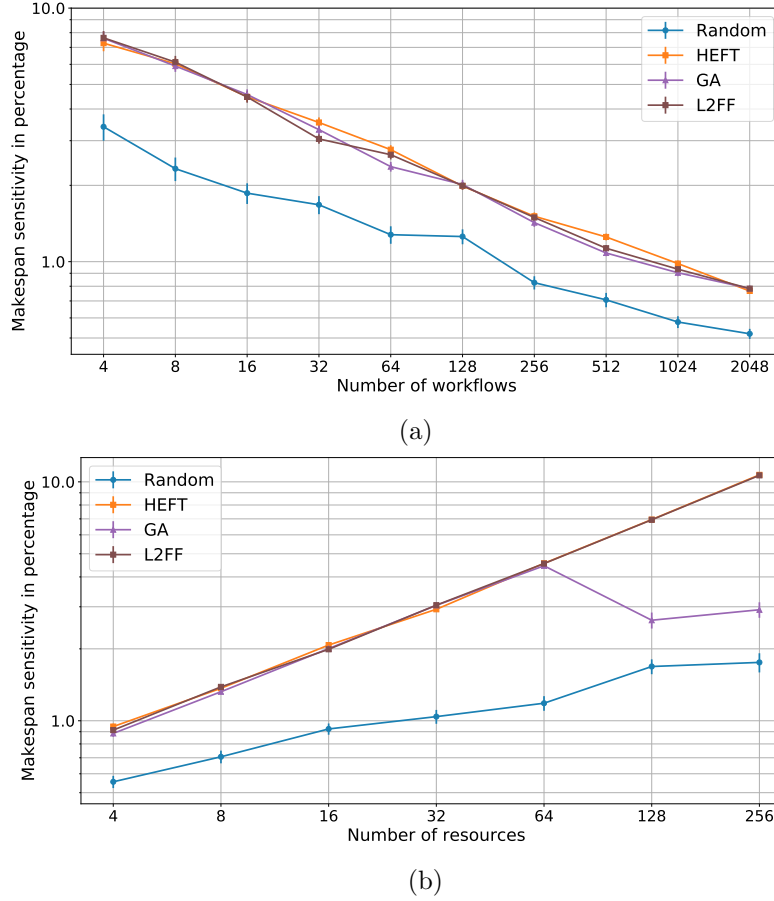 10.0
1.0
Makespan sensitivity in percentage
Random
HEFT
GA
L2FF
4 8 16 32 64 128 256 512 1024 2048
Number of workflows
(a)
10.0
1.0
Makespan sensitivity in percentage
Random
HEFT
GA
L2FF
4 8 16 32 64 128 256
Number of resources
(b)